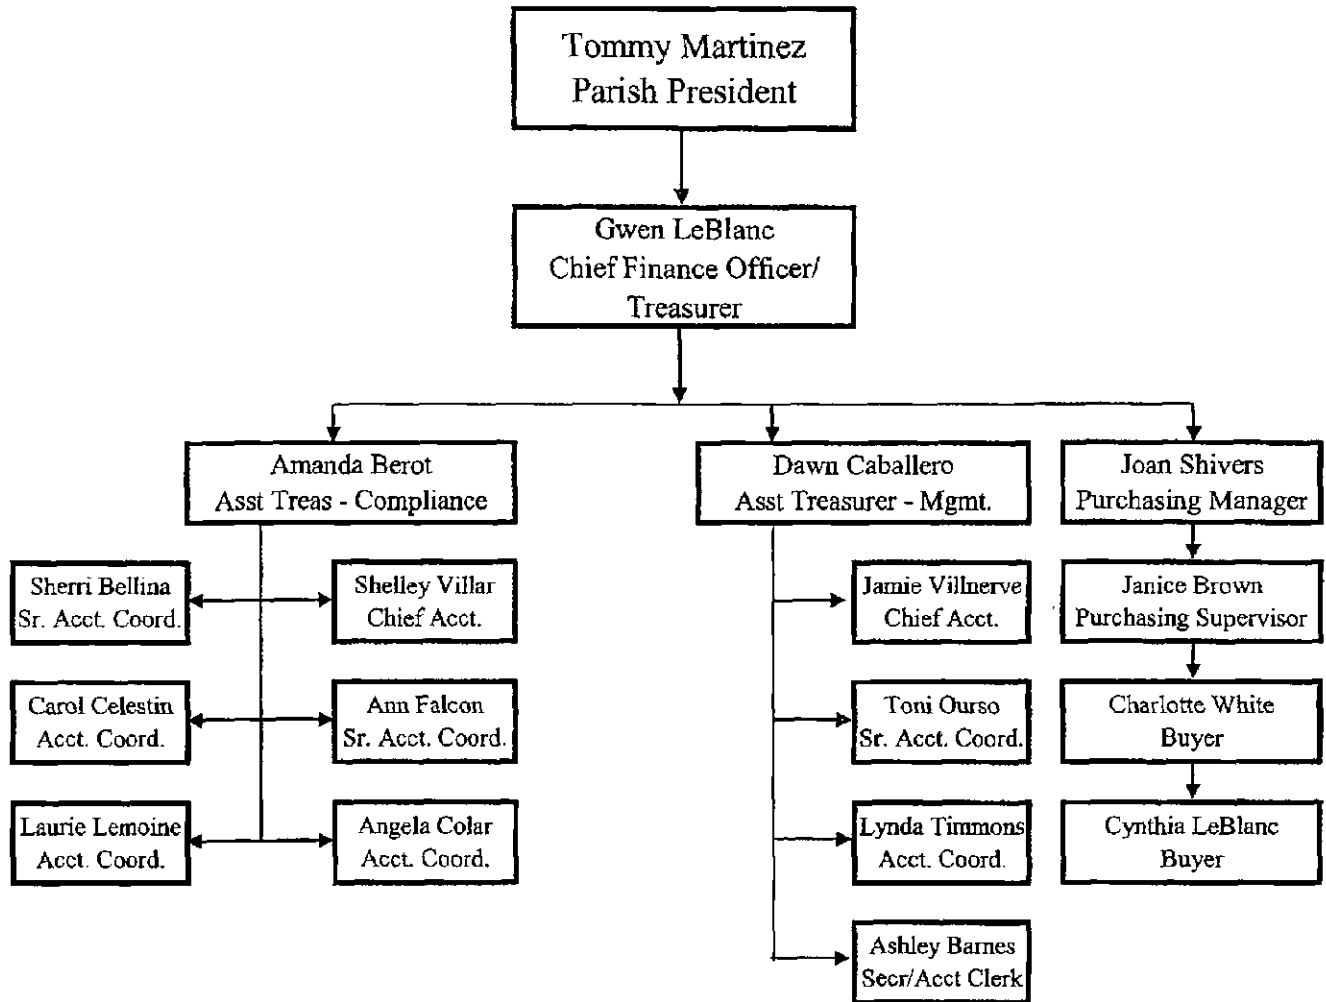 Tommy Martinez
Parish President
Gwen LeBlanc
Chief Finance Officer/
Treasurer
Amanda Berot
Asst Treas - Compliance
Dawn Caballero
Asst Treasurer - Mgmt.
Joan Shivers
Purchasing Manager
Sherri Bellina
Sr. Acct. Coord.
Shelley Villar
Chief Acct.
Jamie Villnerve
Chief Acct.
Janice Brown
Purchasing Supervisor
Carol Celestin
Acct. Coord.
Ann Falcon
Sr. Acct. Coord.
Toni Ourso
Sr. Acct. Coord.
Charlotte White
Buyer
Laurie Lemoine
Acct. Coord.
Angela Colar
Acct. Coord.
Lynda Timmons
Acct. Coord.
Cynthia LeBlanc
Buyer
Ashley Barnes
Secr/Acct Clerk